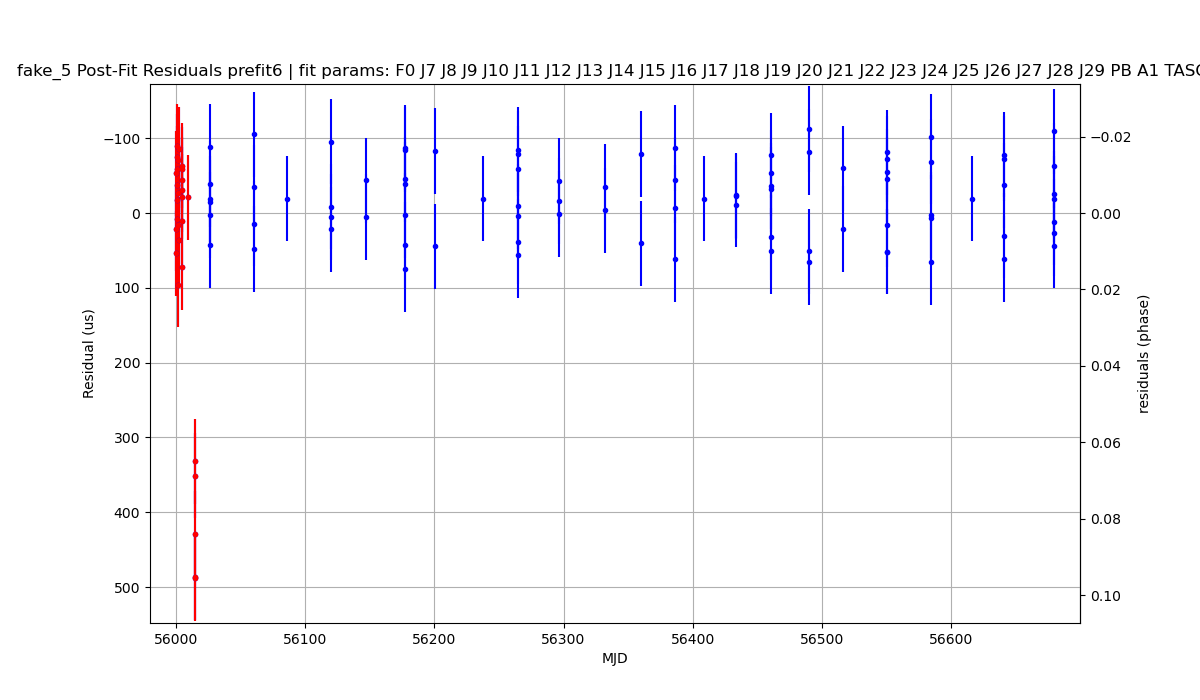 fake_5 Post-Fit Residuals prefit6 | fit params: F0 J7 J8 J9 J10 J11 J12 J13 J14 J15 J16 J17 J18 J19 J20 J21 J22 J23 J24 J25 J26 J27 J28 J29 PB A1 TASC
−100
0
100
200
300
400
500
Residual (us)
−0.02
0.00
0.02
0.04
0.06
0.08
0.10
residuals (phase)
56000 56100 56200 56300 56400 56500 56600
MJD